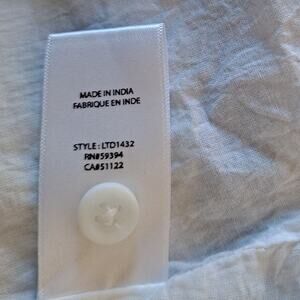 MADE IN INDIA
FABRIQUE EN INDE
STYLE: LTD1432
RN#59394
CA#51122